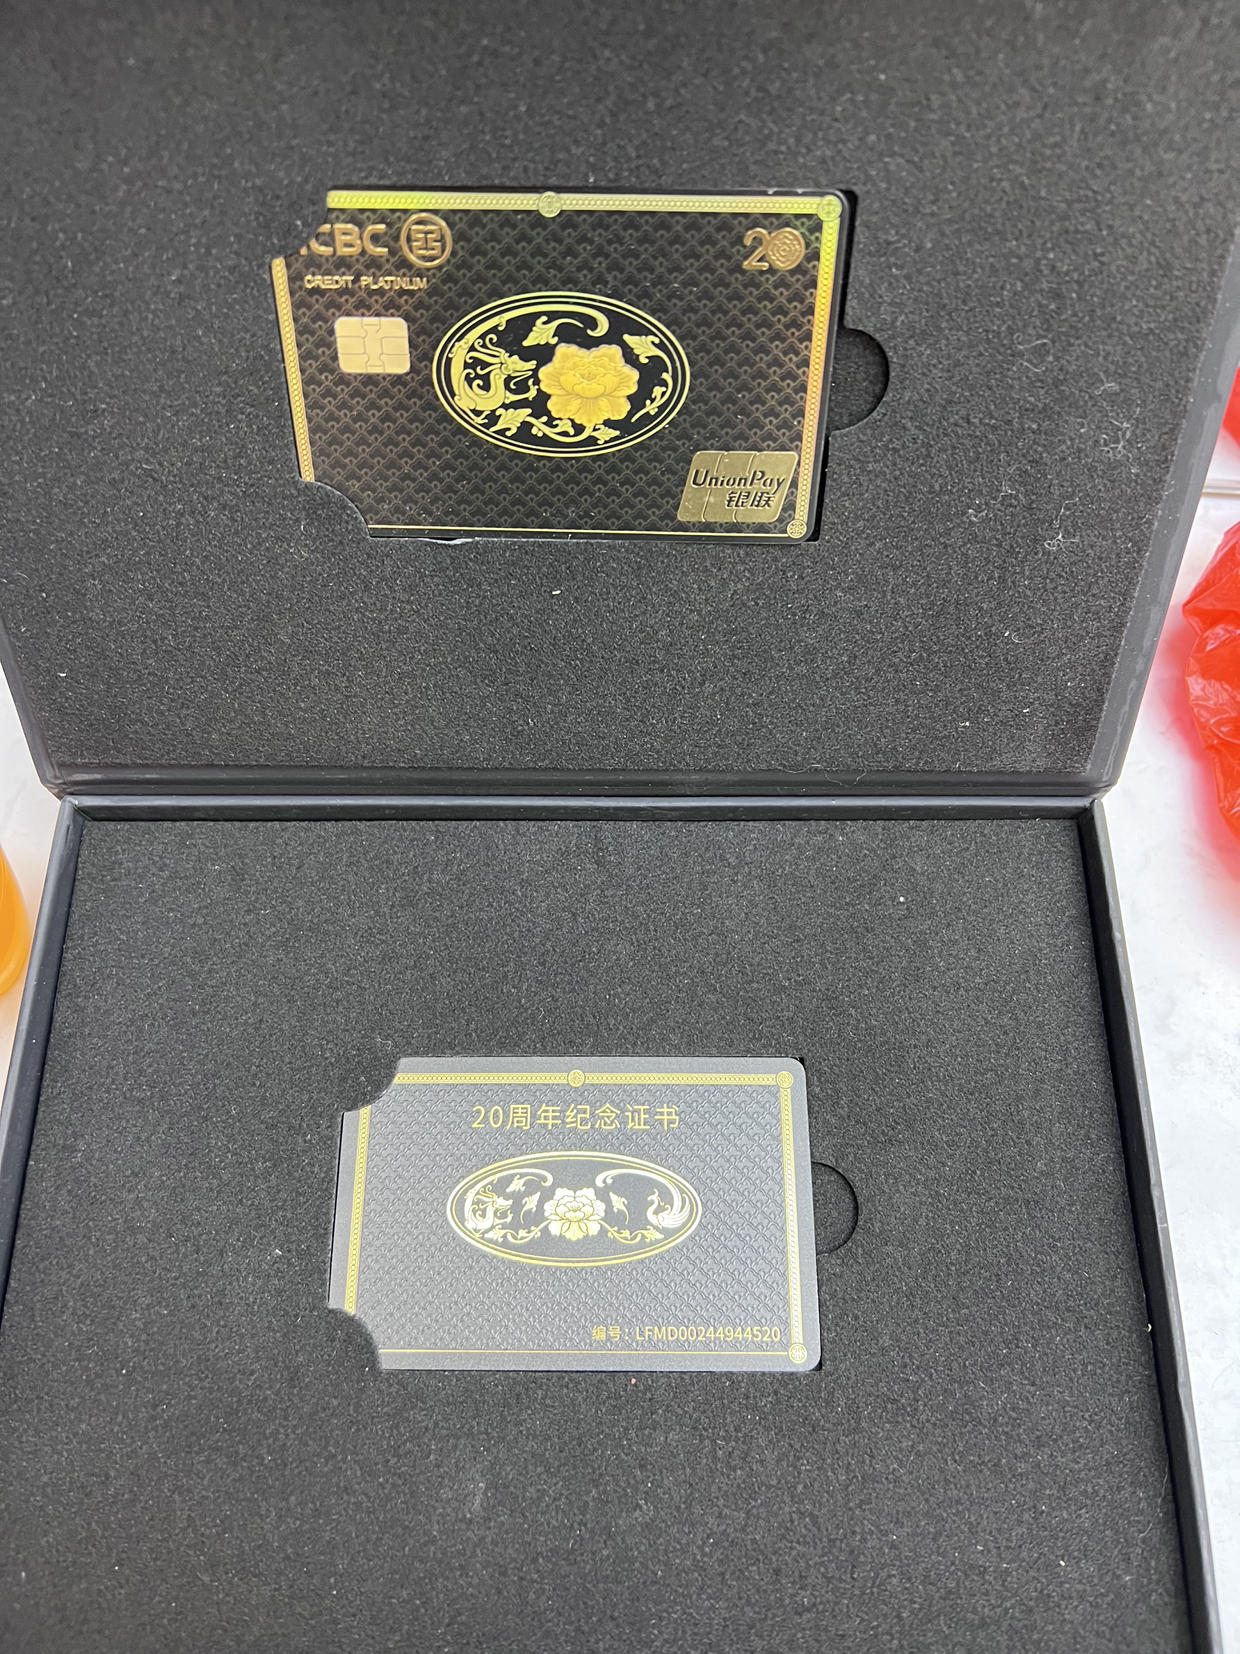 ICBC
20
CREDIT PLATINUM
UnionPay
银联
20周年纪念证书
编号：LFMD00244944520